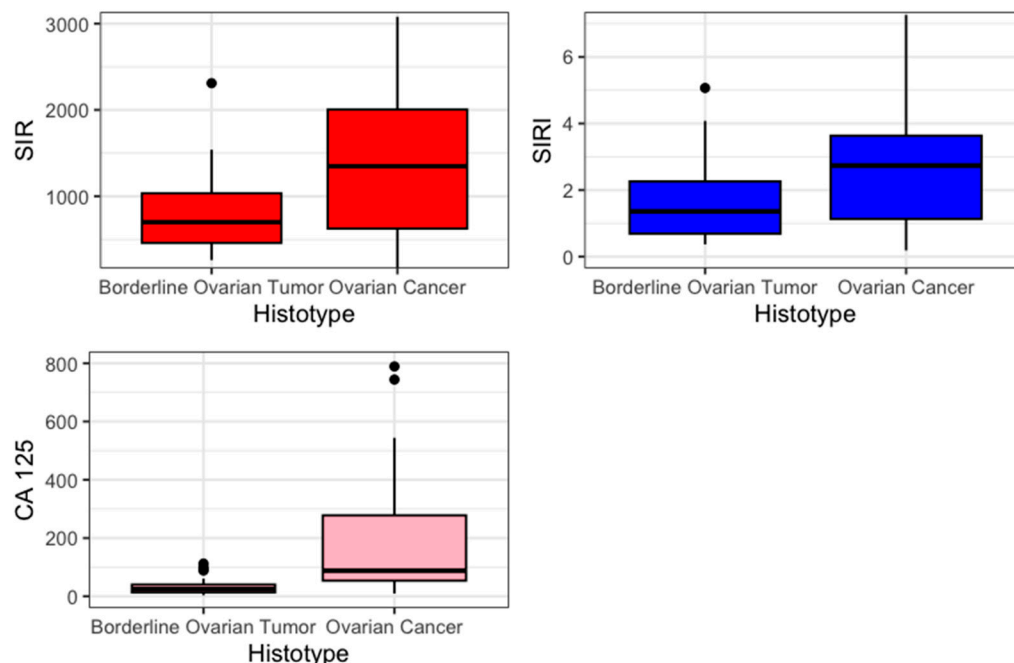 SIR
3000
2000
1000
Borderline Ovarian Tumor Ovarian Cancer
Histotype
SIRI
6
4
2
0
Borderline Ovarian Tumor Ovarian Cancer
Histotype
CA 125
800
600
400
200
0
Borderline Ovarian Tumor Ovarian Cancer
Histotype